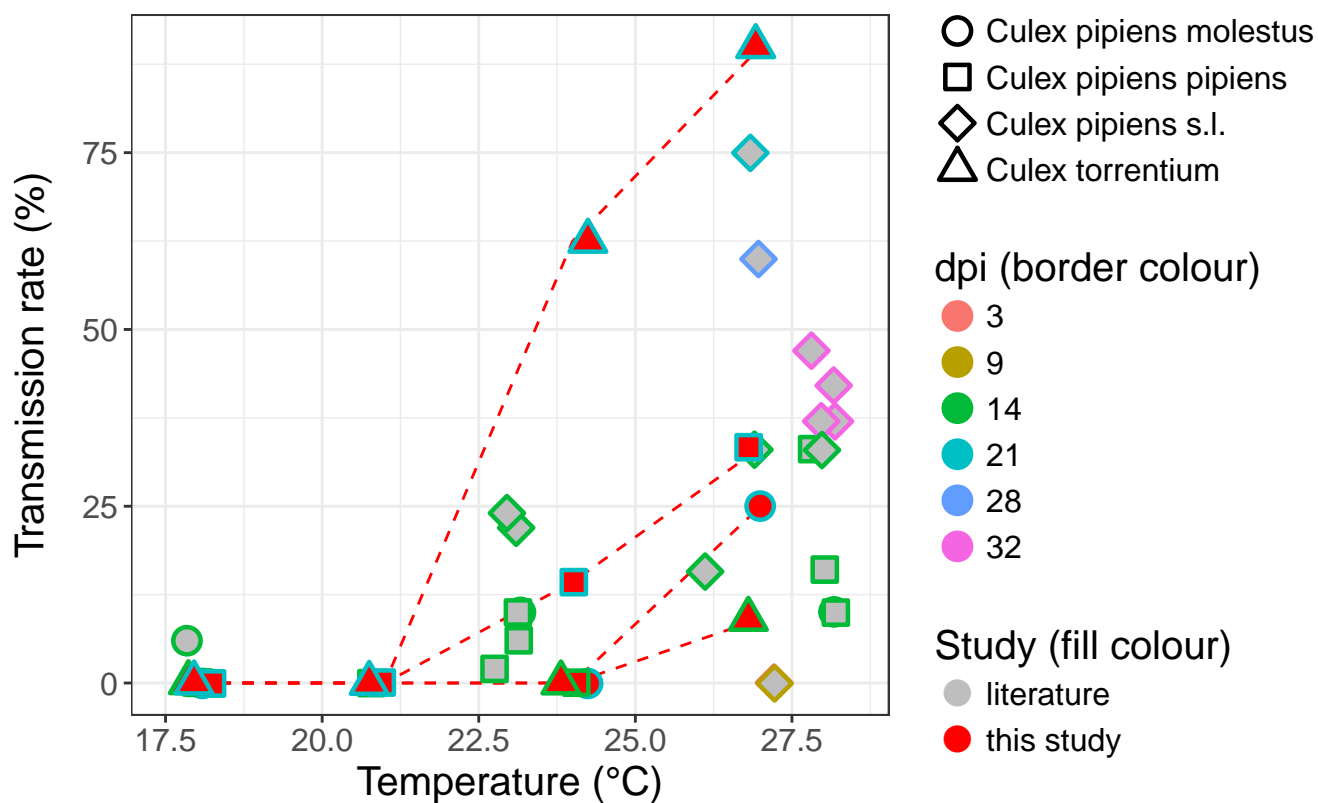 Transmission rate (%)
75
50
25
0
17.5 20.0 22.5 25.0 27.5
Temperature (°C)
Culex pipiens molestus
Culex pipiens pipiens
Culex pipiens s.l.
Culex torrentium
dpi (border colour)
3
9
14
21
28
32
Study (fill colour)
literature
this study